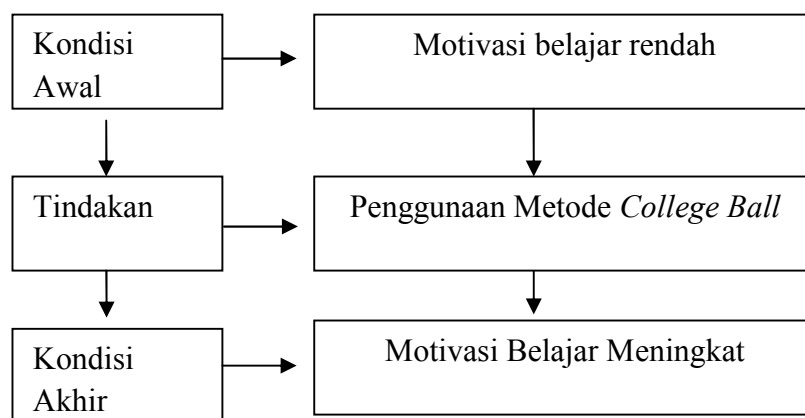 Kondisi
Awal
Motivasi belajar rendah
Tindakan
Penggunaan Metode College Ball
Kondisi
Akhir
Motivasi Belajar Meningkat